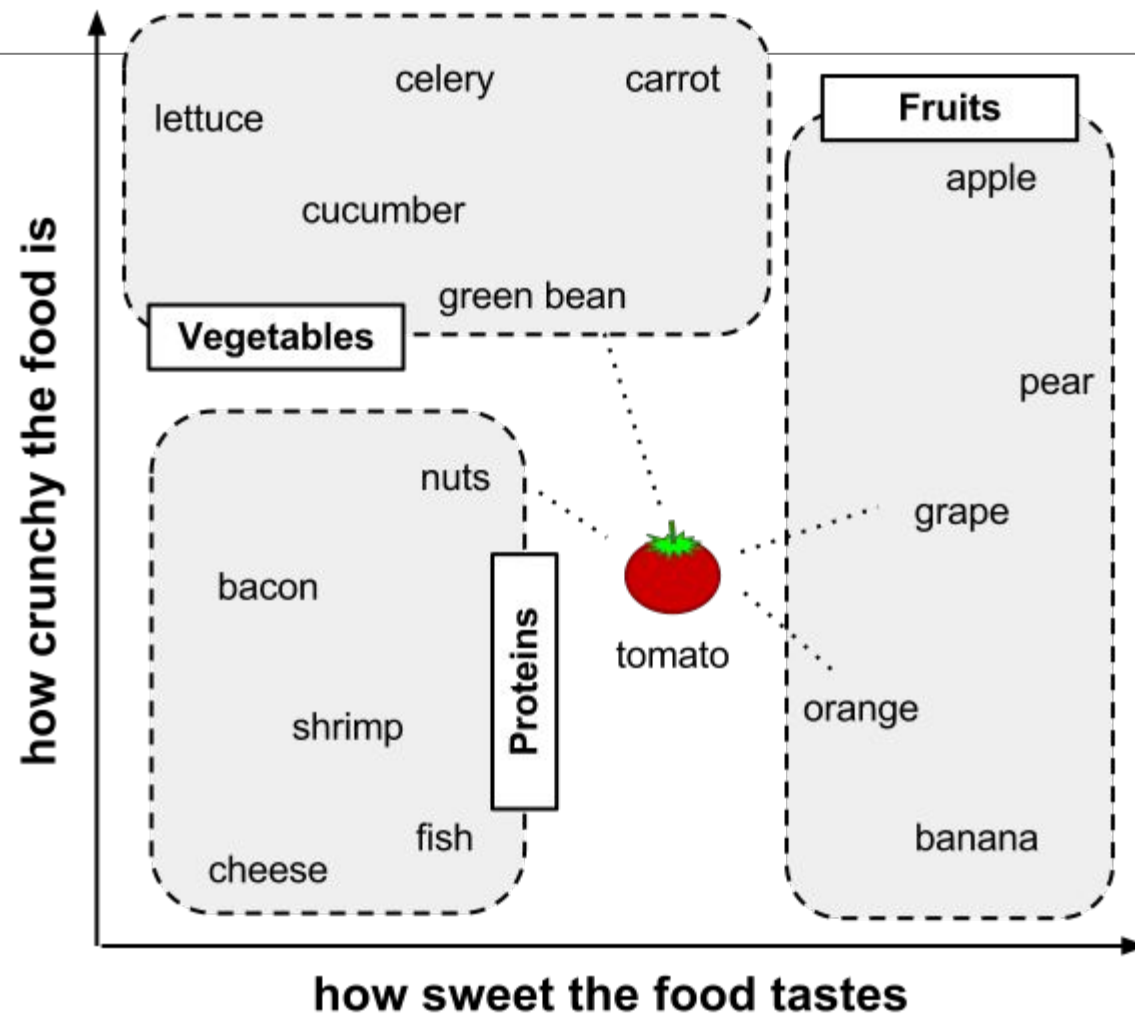 celery
carrot
lettuce
cucumber
green bean
Vegetables
Fruits
apple
pear
grape
orange
banana
nuts
bacon
shrimp
fish
cheese
Proteins
tomato
how crunchy the food is
how sweet the food tastes